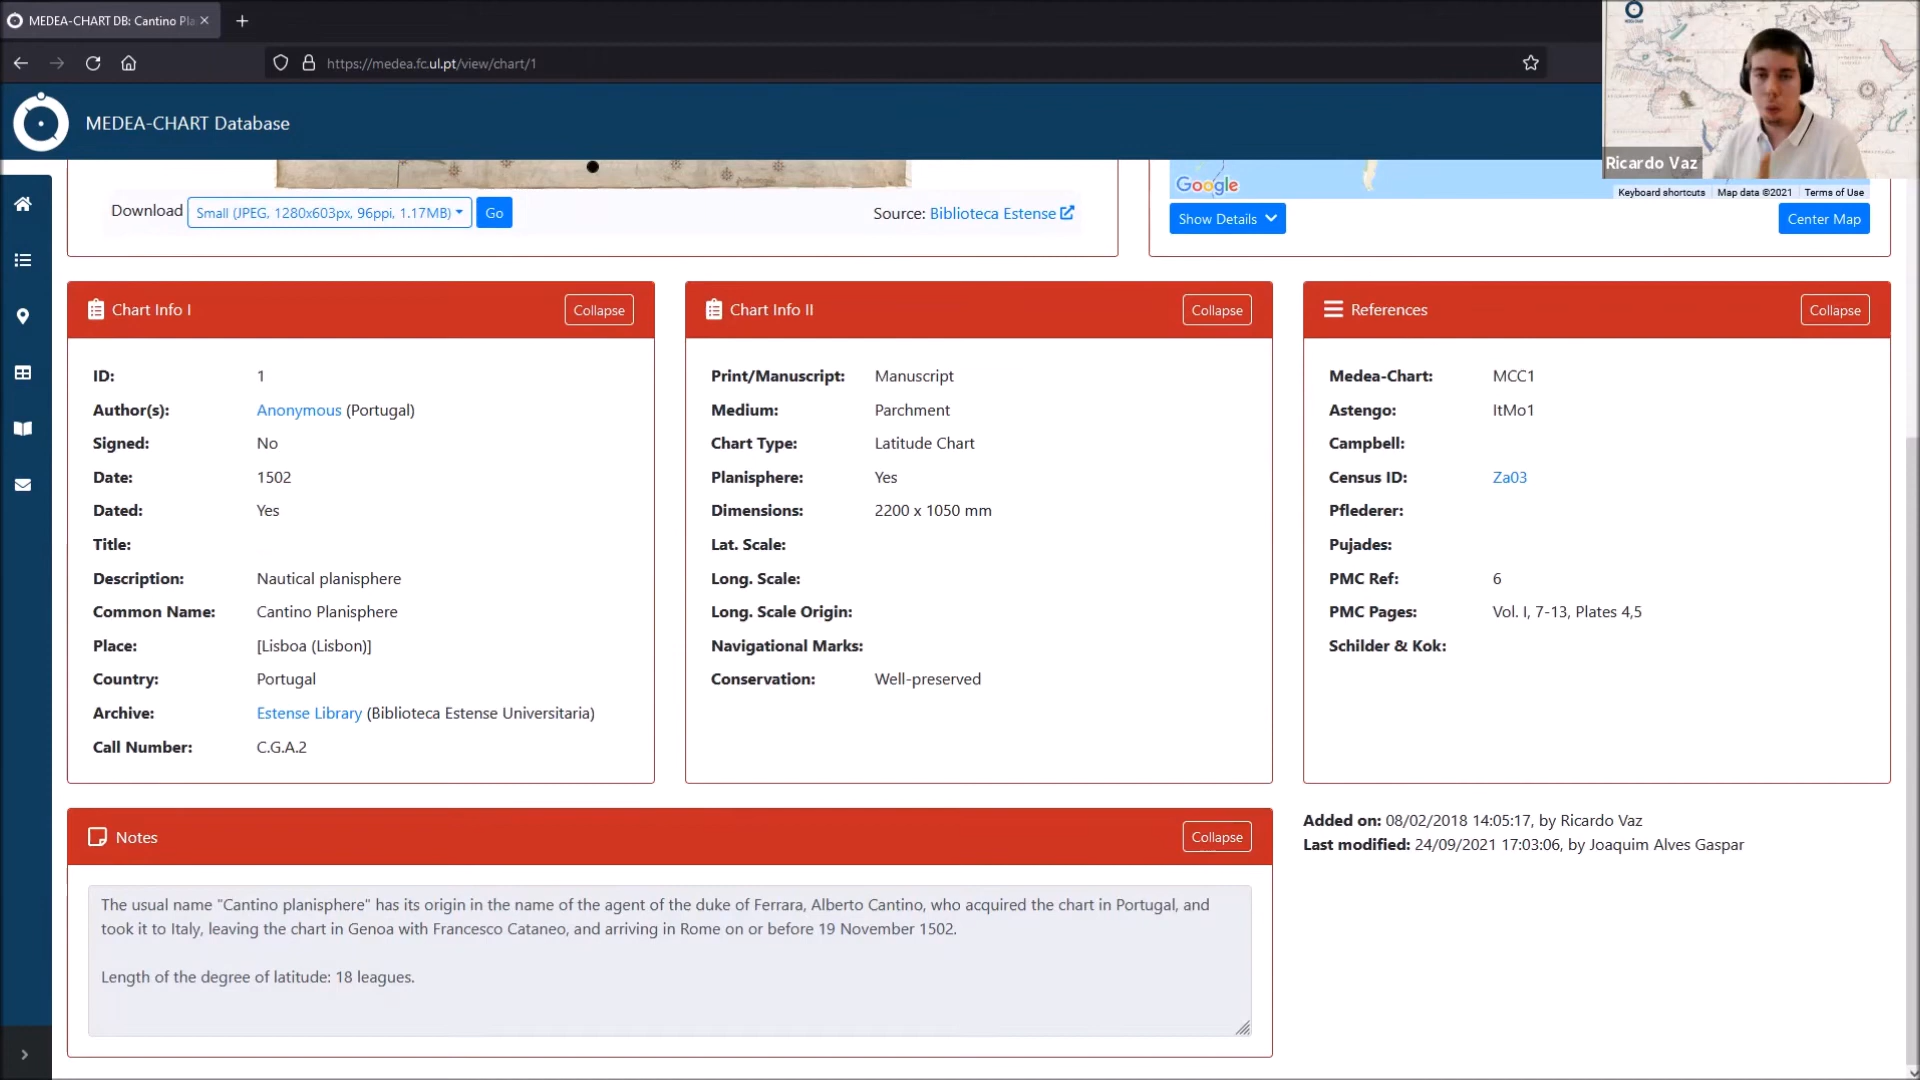 MEDEA-CHART DB: Cantino Pla
https://medea.fc.ul.pt/view/chart/1
MEDEA-CHART Database
Ricardo Vaz
Google
Keyboard shortcuts Map data ©2021 Terms of Use
Download Small (JPEG, 1280x603px, 96ppi, 1.17MB) Go
Source: Biblioteca Estense
Show Details
Center Map
Chart Info I Collapse
ID: 1
Author(s): Anonymous (Portugal)
Signed: No
Date: 1502
Dated: Yes
Title:
Description: Nautical planisphere
Common Name: Cantino Planisphere
Place: [Lisboa (Lisbon)]
Country: Portugal
Archive: Estense Library (Biblioteca Estense Universitaria)
Call Number: C.G.A.2
Chart Info II Collapse
Print/Manuscript: Manuscript
Medium: Parchment
Chart Type: Latitude Chart
Planisphere: Yes
Dimensions: 2200 x 1050 mm
Lat. Scale:
Long. Scale:
Long. Scale Origin:
Navigational Marks:
Conservation: Well-preserved
References Collapse
Medea-Chart: MCC1
Astengo: ItMo1
Campbell:
Census ID: Za03
Pflederer:
Pujades:
PMC Ref: 6
PMC Pages: Vol. I, 7-13, Plates 4,5
Schilder & Kok:
Notes Collapse
The usual name "Cantino planisphere" has its origin in the name of the agent of the duke of Ferrara, Alberto Cantino, who acquired the chart in Portugal, and
took it to Italy, leaving the chart in Genoa with Francesco Cataneo, and arriving in Rome on or before 19 November 1502.
Length of the degree of latitude: 18 leagues.
Added on: 08/02/2018 14:05:17, by Ricardo Vaz
Last modified: 24/09/2021 17:03:06, by Joaquim Alves Gaspar